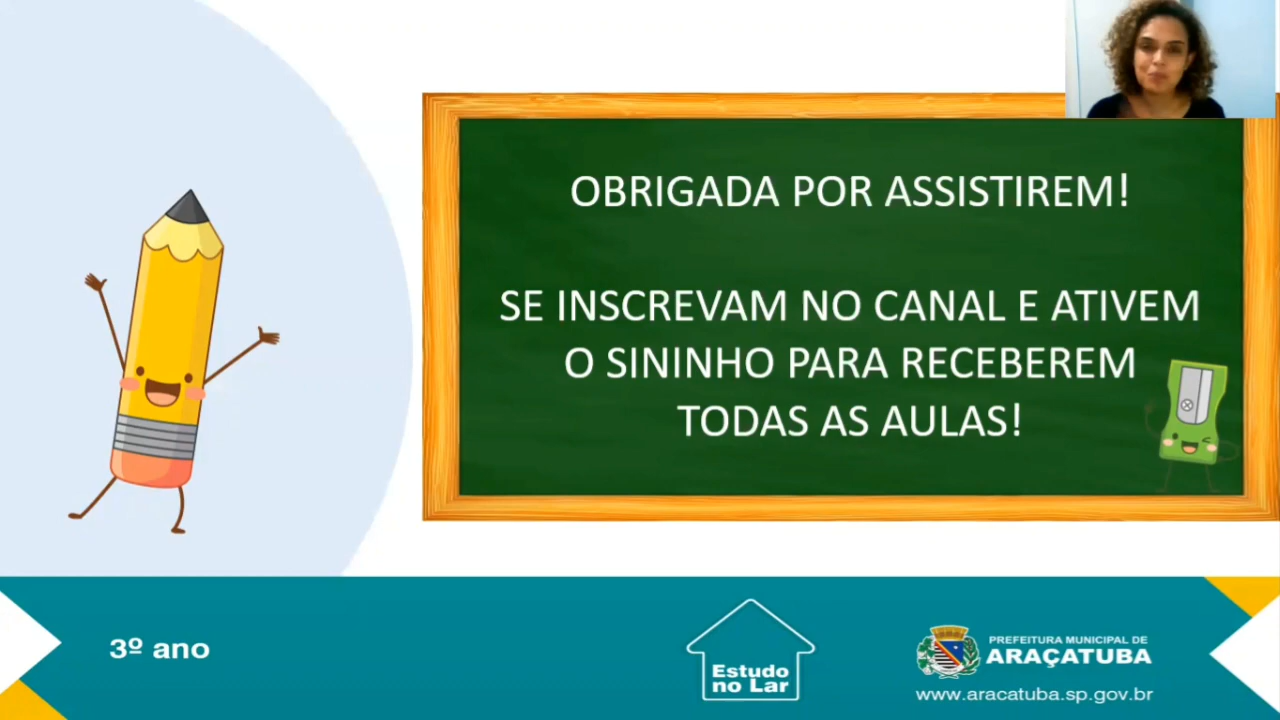 OBRIGADA POR ASSISTIREM!
SE INSCREVAM NO CANAL E ATIVEM
O SININHO PARA RECEBEREM
TODAS AS AULAS!
3º ano
Estudo
no Lar
PREFEITURA MUNICIPAL DE
ARAÇATUBA
www.aracatuba.sp.gov.br